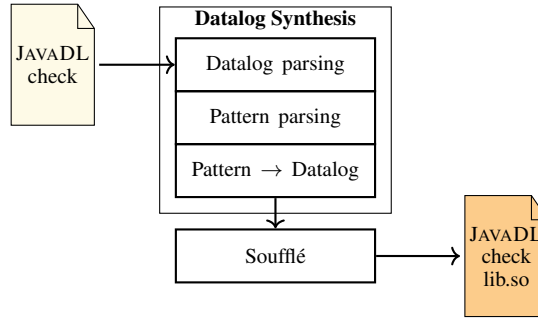 Datalog Synthesis
JAVADL
check
Datalog parsing
Pattern parsing
Pattern → Datalog
Soufflé
JAVADL
check
lib.so